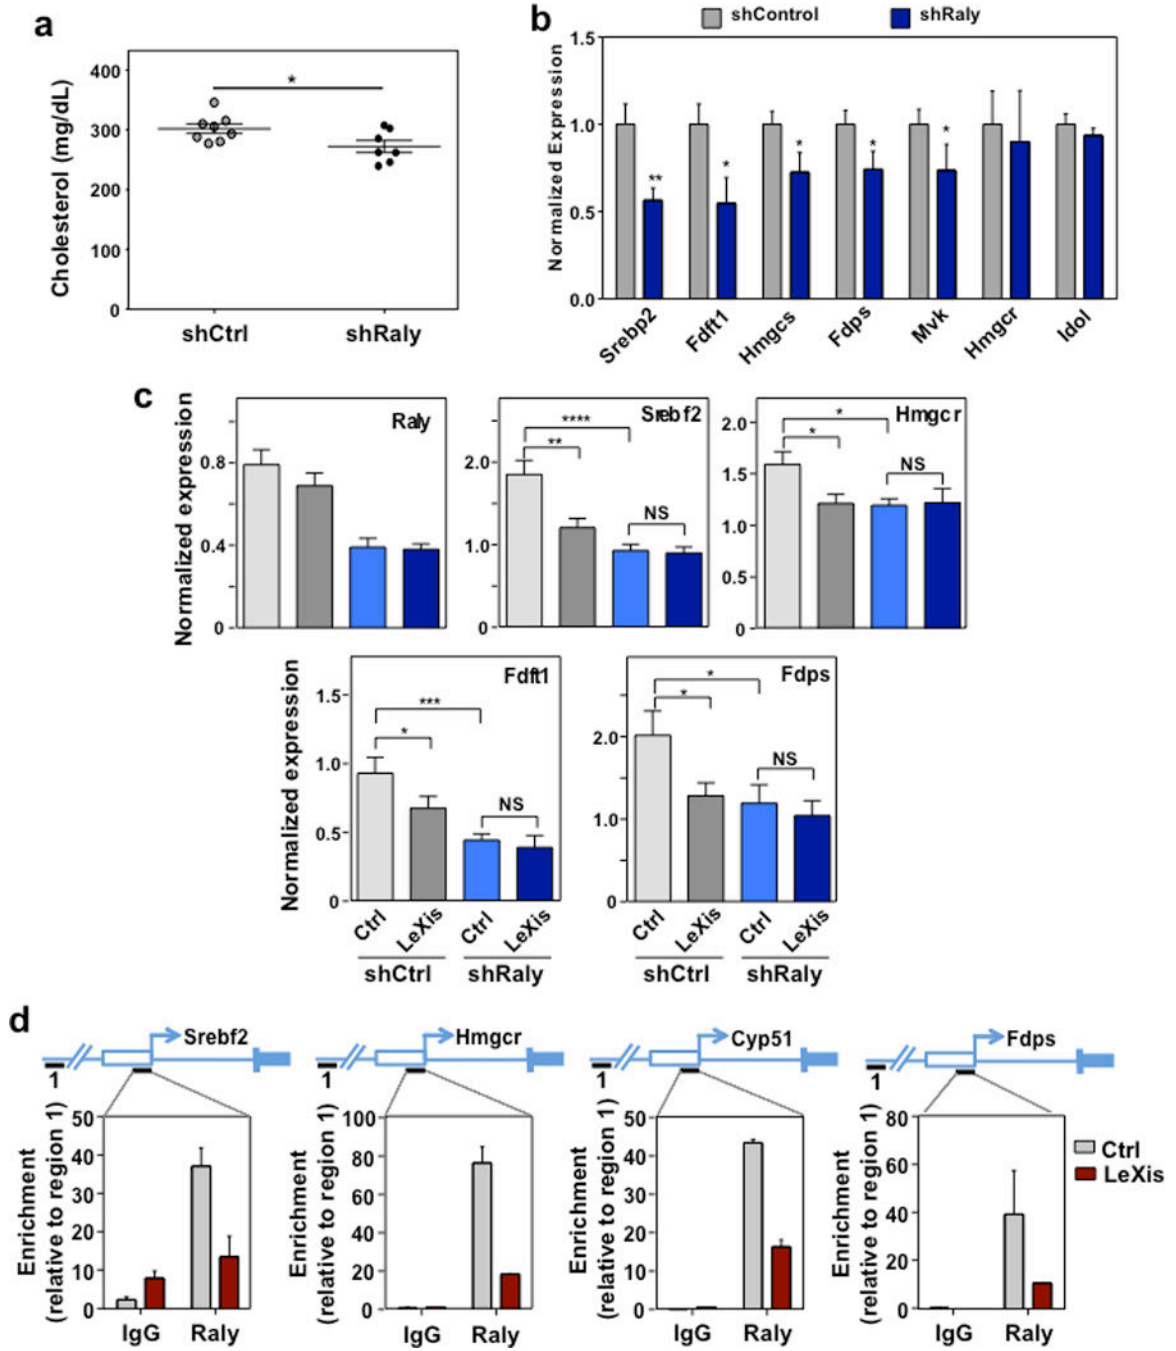 a
Cholesterol (mg/dL)
400
300
200
100
0
*
shCtrl
shRaly
b
shControl
shRaly
Normalized Expression
1.5
1.0
0.5
0.0
**
*
*
*
*
Srebp2
Fdft1
Hmgcs
Fdps
Mvk
Hmgcr
Idol
c
Normalized expression
0.8
0.4
0
Raly
2.0
1.0
0
Srebf2
****
**
NS
2.0
1.5
1.0
0.5
0
Hmgcr
*
*
NS
Normalized expression
1.5
1.0
0.5
0
Fdft1
***
*
NS
Ctrl
LeXis
Ctrl
LeXis
shCtrl
shRaly
2.0
1.0
0
Fdps
*
*
NS
Ctrl
LeXis
Ctrl
LeXis
shCtrl
shRaly
d
Srebf2
1
Enrichment
(relative to region 1)
50
40
30
20
10
0
IgG
Raly
Hmgcr
1
Enrichment
(relative to region 1)
100
80
60
40
20
0
IgG
Raly
Cyp51
1
Enrichment
(relative to region 1)
50
40
30
20
10
0
IgG
Raly
Fdps
1
Enrichment
(relative to region 1)
80
60
40
20
0
IgG
Raly
Ctrl
LeXis